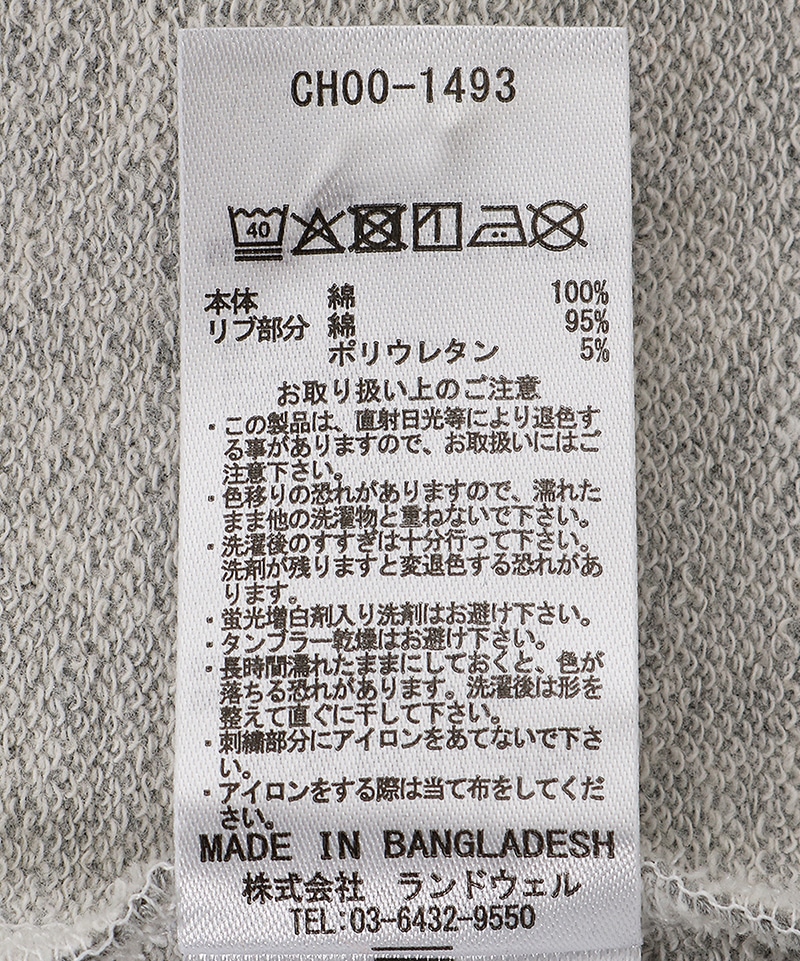 CH00-1493
40
本体 綿 100%
リブ部分 綿 95%
ポリウレタン 5%
お取り扱い上のご注意
・この製品は、直射日光等により退色す
る事がありますので、お取扱いにはご
注意下さい。
・色移りの恐れがありますので、濡れた
まま他の洗濯物と重ねないで下さい。
・洗濯後のすすぎは十分行って下さい。
洗剤が残りますと変退色する恐れがあ
ります。
・蛍光増白剤入り洗剤はお避け下さい。
・タンブラー乾燥はお避け下さい。
・長時間濡れたままにしておくと、色が
落ちる恐れがあります。洗濯後は形を
整えて直ぐに干して下さい。
・刺繍部分にアイロンをあてないで下さ
い。
・アイロンをする際は当て布をしてくだ
さい。
MADE IN BANGLADESH
株式会社 ランドウェル
TEL:03-6432-9550